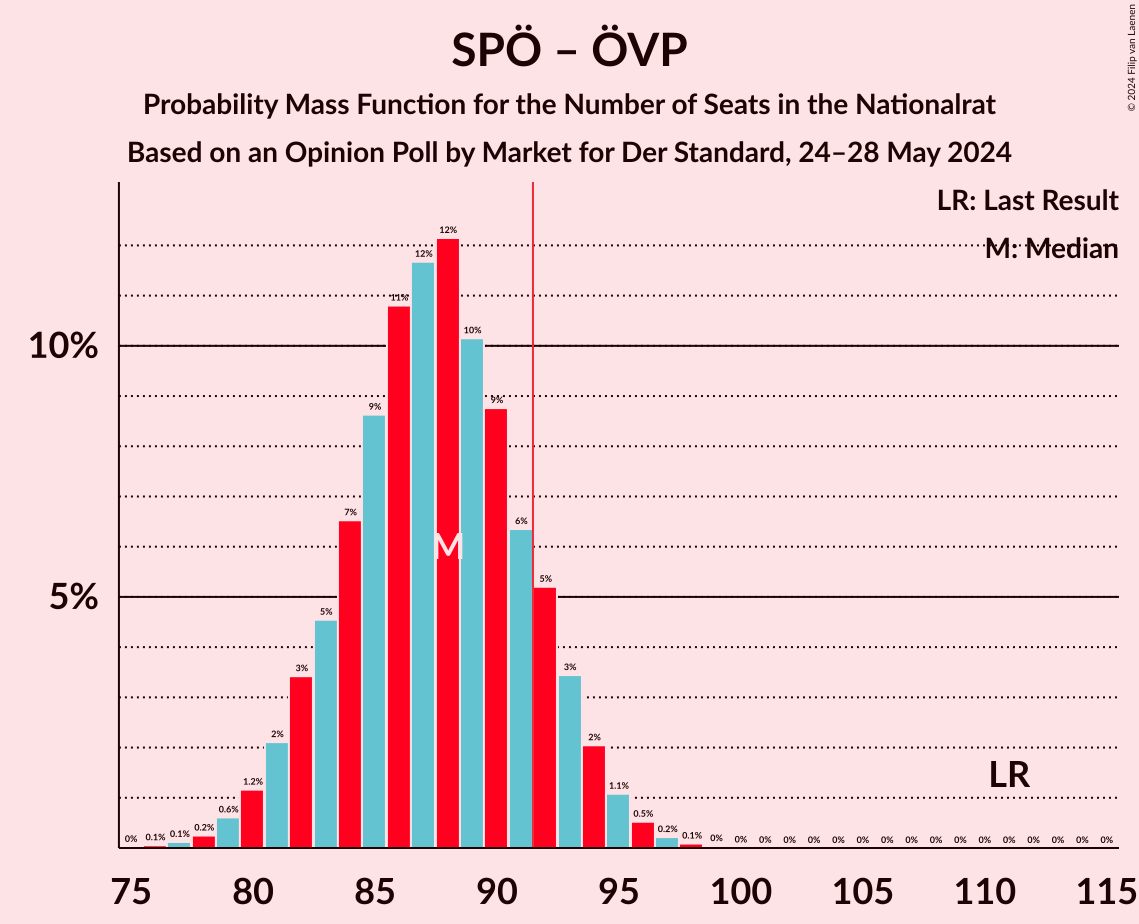 SPÖ – ÖVP
Probability Mass Function for the Number of Seats in the Nationalrat
Based on an Opinion Poll by Market for Der Standard, 24–28 May 2024
© 2024 Filip van Laenen
LR: Last Result
M: Median
10%
5%
0% 0.1% 0.1% 0.2% 0.6% 1.2% 2% 3% 5% 7% 9% 11% 12% 12% 10% 9% 6% 5% 3% 2% 1.1% 0.5% 0.2% 0.1% 0% 0% 0% 0% 0% 0% 0% 0% 0% 0% 0% 0% 0% 0% 0% 0% 0%
M
LR
75 80 85 90 95 100 105 110 115